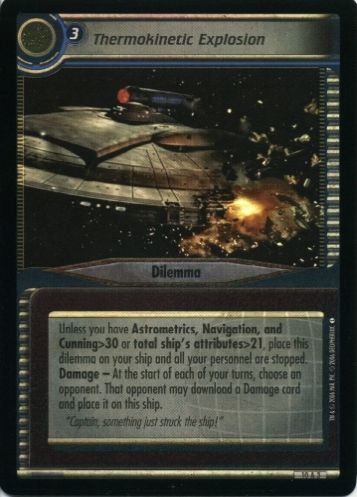 3
Thermokinetic Explosion
Dilemma
Unless you have Astrometrics, Navigation, and
Cunning>30 or total ship's attributes>21, place this
dilemma on your ship and all your personnel are stopped.
Damage – At the start of each of your turns, choose an
opponent. That opponent may download a Damage card
and place it on this ship.
"Captain, something just struck the ship!"